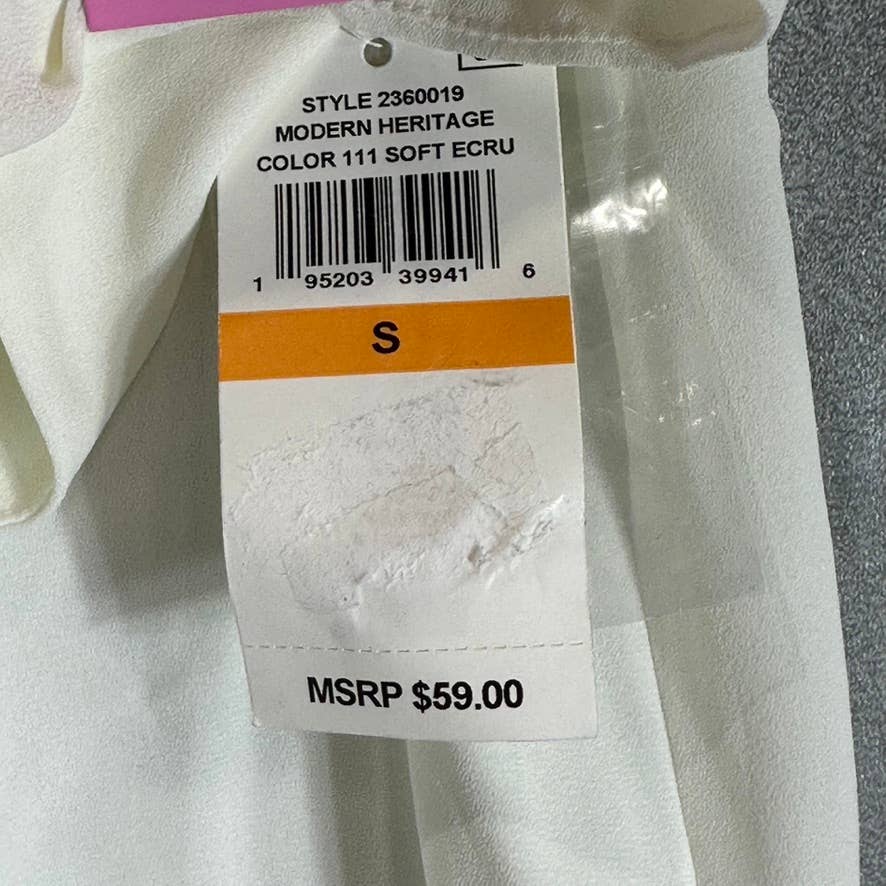 STYLE 2360019
MODERN HERITAGE
COLOR 111 SOFT ECRU
1 95203 39941 6
S
MSRP $59.00